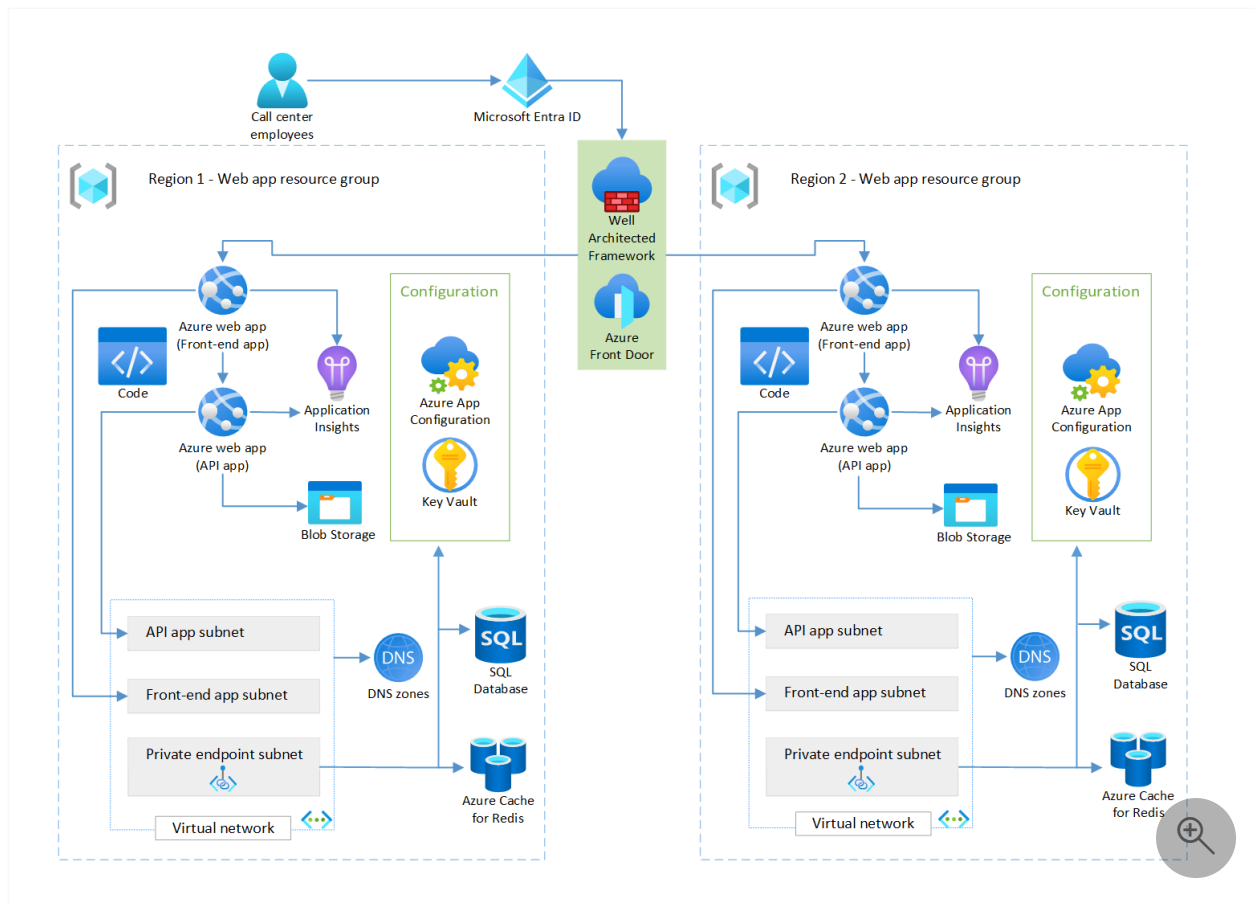 Call center
employees
Microsoft Entra ID
Region 1 - Web app resource group
Well
Architected
Framework
Azure
Front Door
Region 2 - Web app resource group
Azure web app
(Front-end app)
Code
Azure web app
(API app)
Application
Insights
Blob Storage
Configuration
Azure App
Configuration
Key Vault
API app subnet
Front-end app subnet
Private endpoint subnet
Virtual network
DNS
DNS zones
SQL
SQL
Database
Azure Cache
for Redis
Azure web app
(Front-end app)
Code
Azure web app
(API app)
Application
Insights
Blob Storage
Configuration
Azure App
Configuration
Key Vault
API app subnet
Front-end app subnet
Private endpoint subnet
Virtual network
DNS
DNS zones
SQL
SQL
Database
Azure Cache
for Redis